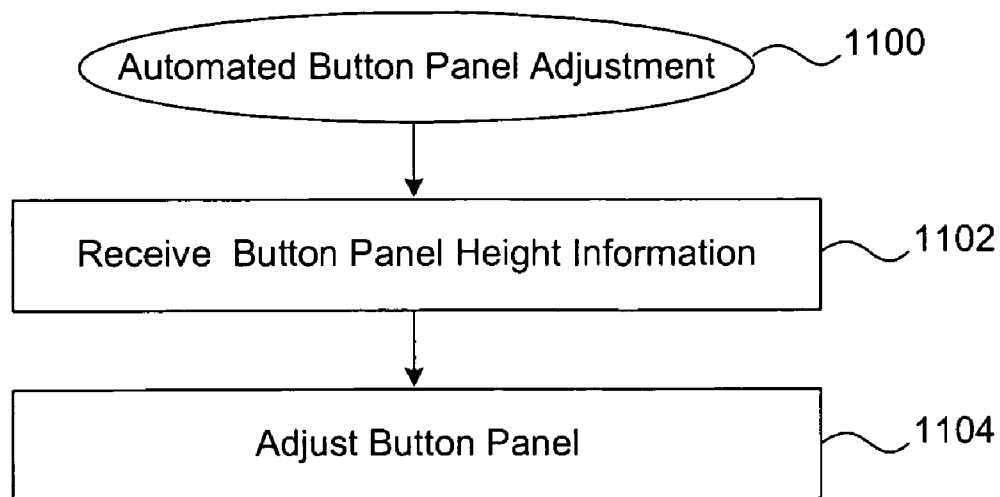 Automated Button Panel Adjustment
1100
Receive Button Panel Height Information
1102
Adjust Button Panel
1104